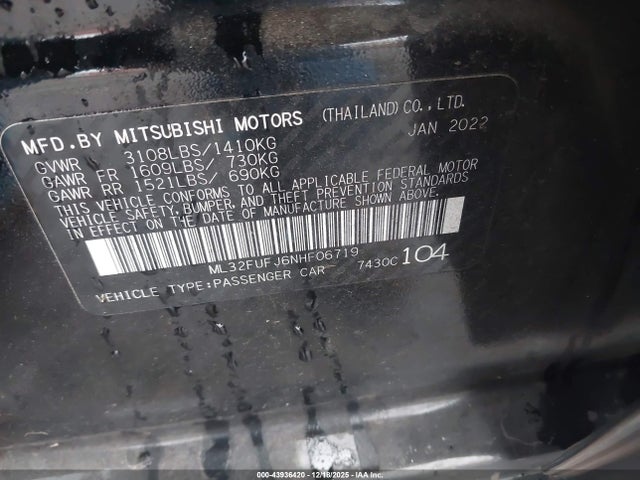 MFD.BY MITSUBISHI MOTORS (THAILAND) CO.,LTD.
JAN 2022
GVWR 3108LBS/1410KG
GAWR FR 1609LBS/ 730KG
GAWR RR 1521LBS/ 690KG
THIS VEHICLE CONFORMS TO ALL APPLICABLE FEDERAL MOTOR
VEHICLE SAFETY,BUMPER,AND THEFT PREVENTION STANDARDS
IN EFFECT ON THE DATE OF MANUFACTURE SHOWN ABOVE.
ML32FUFJ6NHF06719
VEHICLE TYPE:PASSENGER CAR 7430C 104
000-43936420 - 12/18/2025 - IAA Inc.